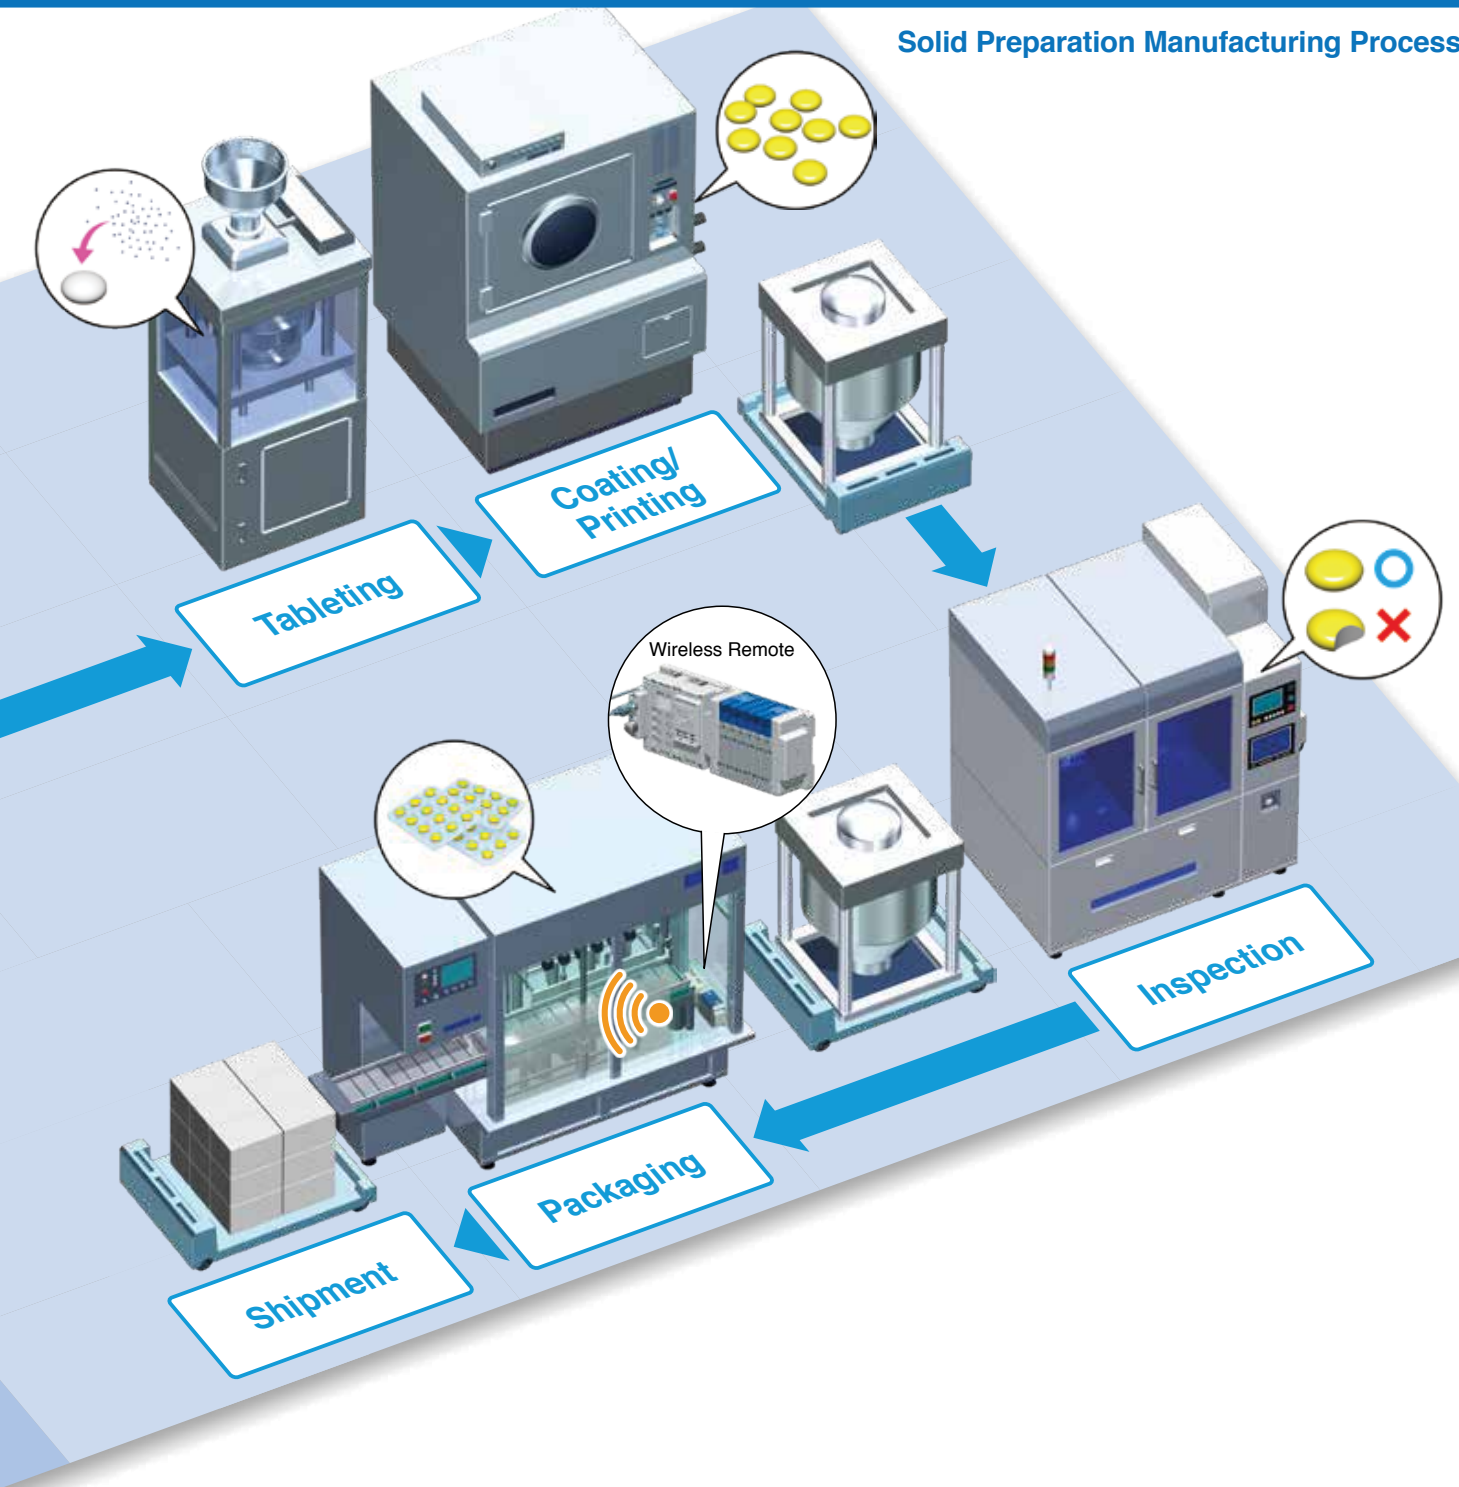 Solid Preparation Manufacturing Process
Coating/
Printing
Tableting
Wireless Remote
Inspection
Packaging
Shipment